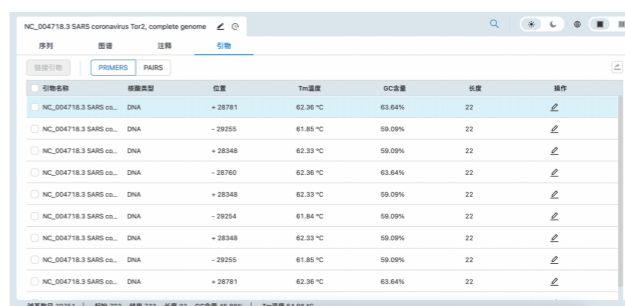 NC_004718.3 SARS coronavirus Tor2, complete genome
序列 图谱 注释 引物
链接引物 PRIMERS PAIRS
引物名称 核酸类型 位置 Tm温度 GC含量 长度 操作
NC_004718.3 SARS co... DNA + 28781 62.36 °C 63.64% 22
NC_004718.3 SARS co... DNA - 29255 61.85 °C 59.09% 22
NC_004718.3 SARS co... DNA + 28348 62.33 °C 59.09% 22
NC_004718.3 SARS co... DNA - 28760 62.36 °C 63.64% 22
NC_004718.3 SARS co... DNA + 28348 62.33 °C 59.09% 22
NC_004718.3 SARS co... DNA - 29254 61.84 °C 59.09% 22
NC_004718.3 SARS co... DNA + 28348 62.33 °C 59.09% 22
NC_004718.3 SARS co... DNA - 29255 61.85 °C 59.09% 22
NC_004718.3 SARS co... DNA + 28781 62.36 °C 63.64% 22